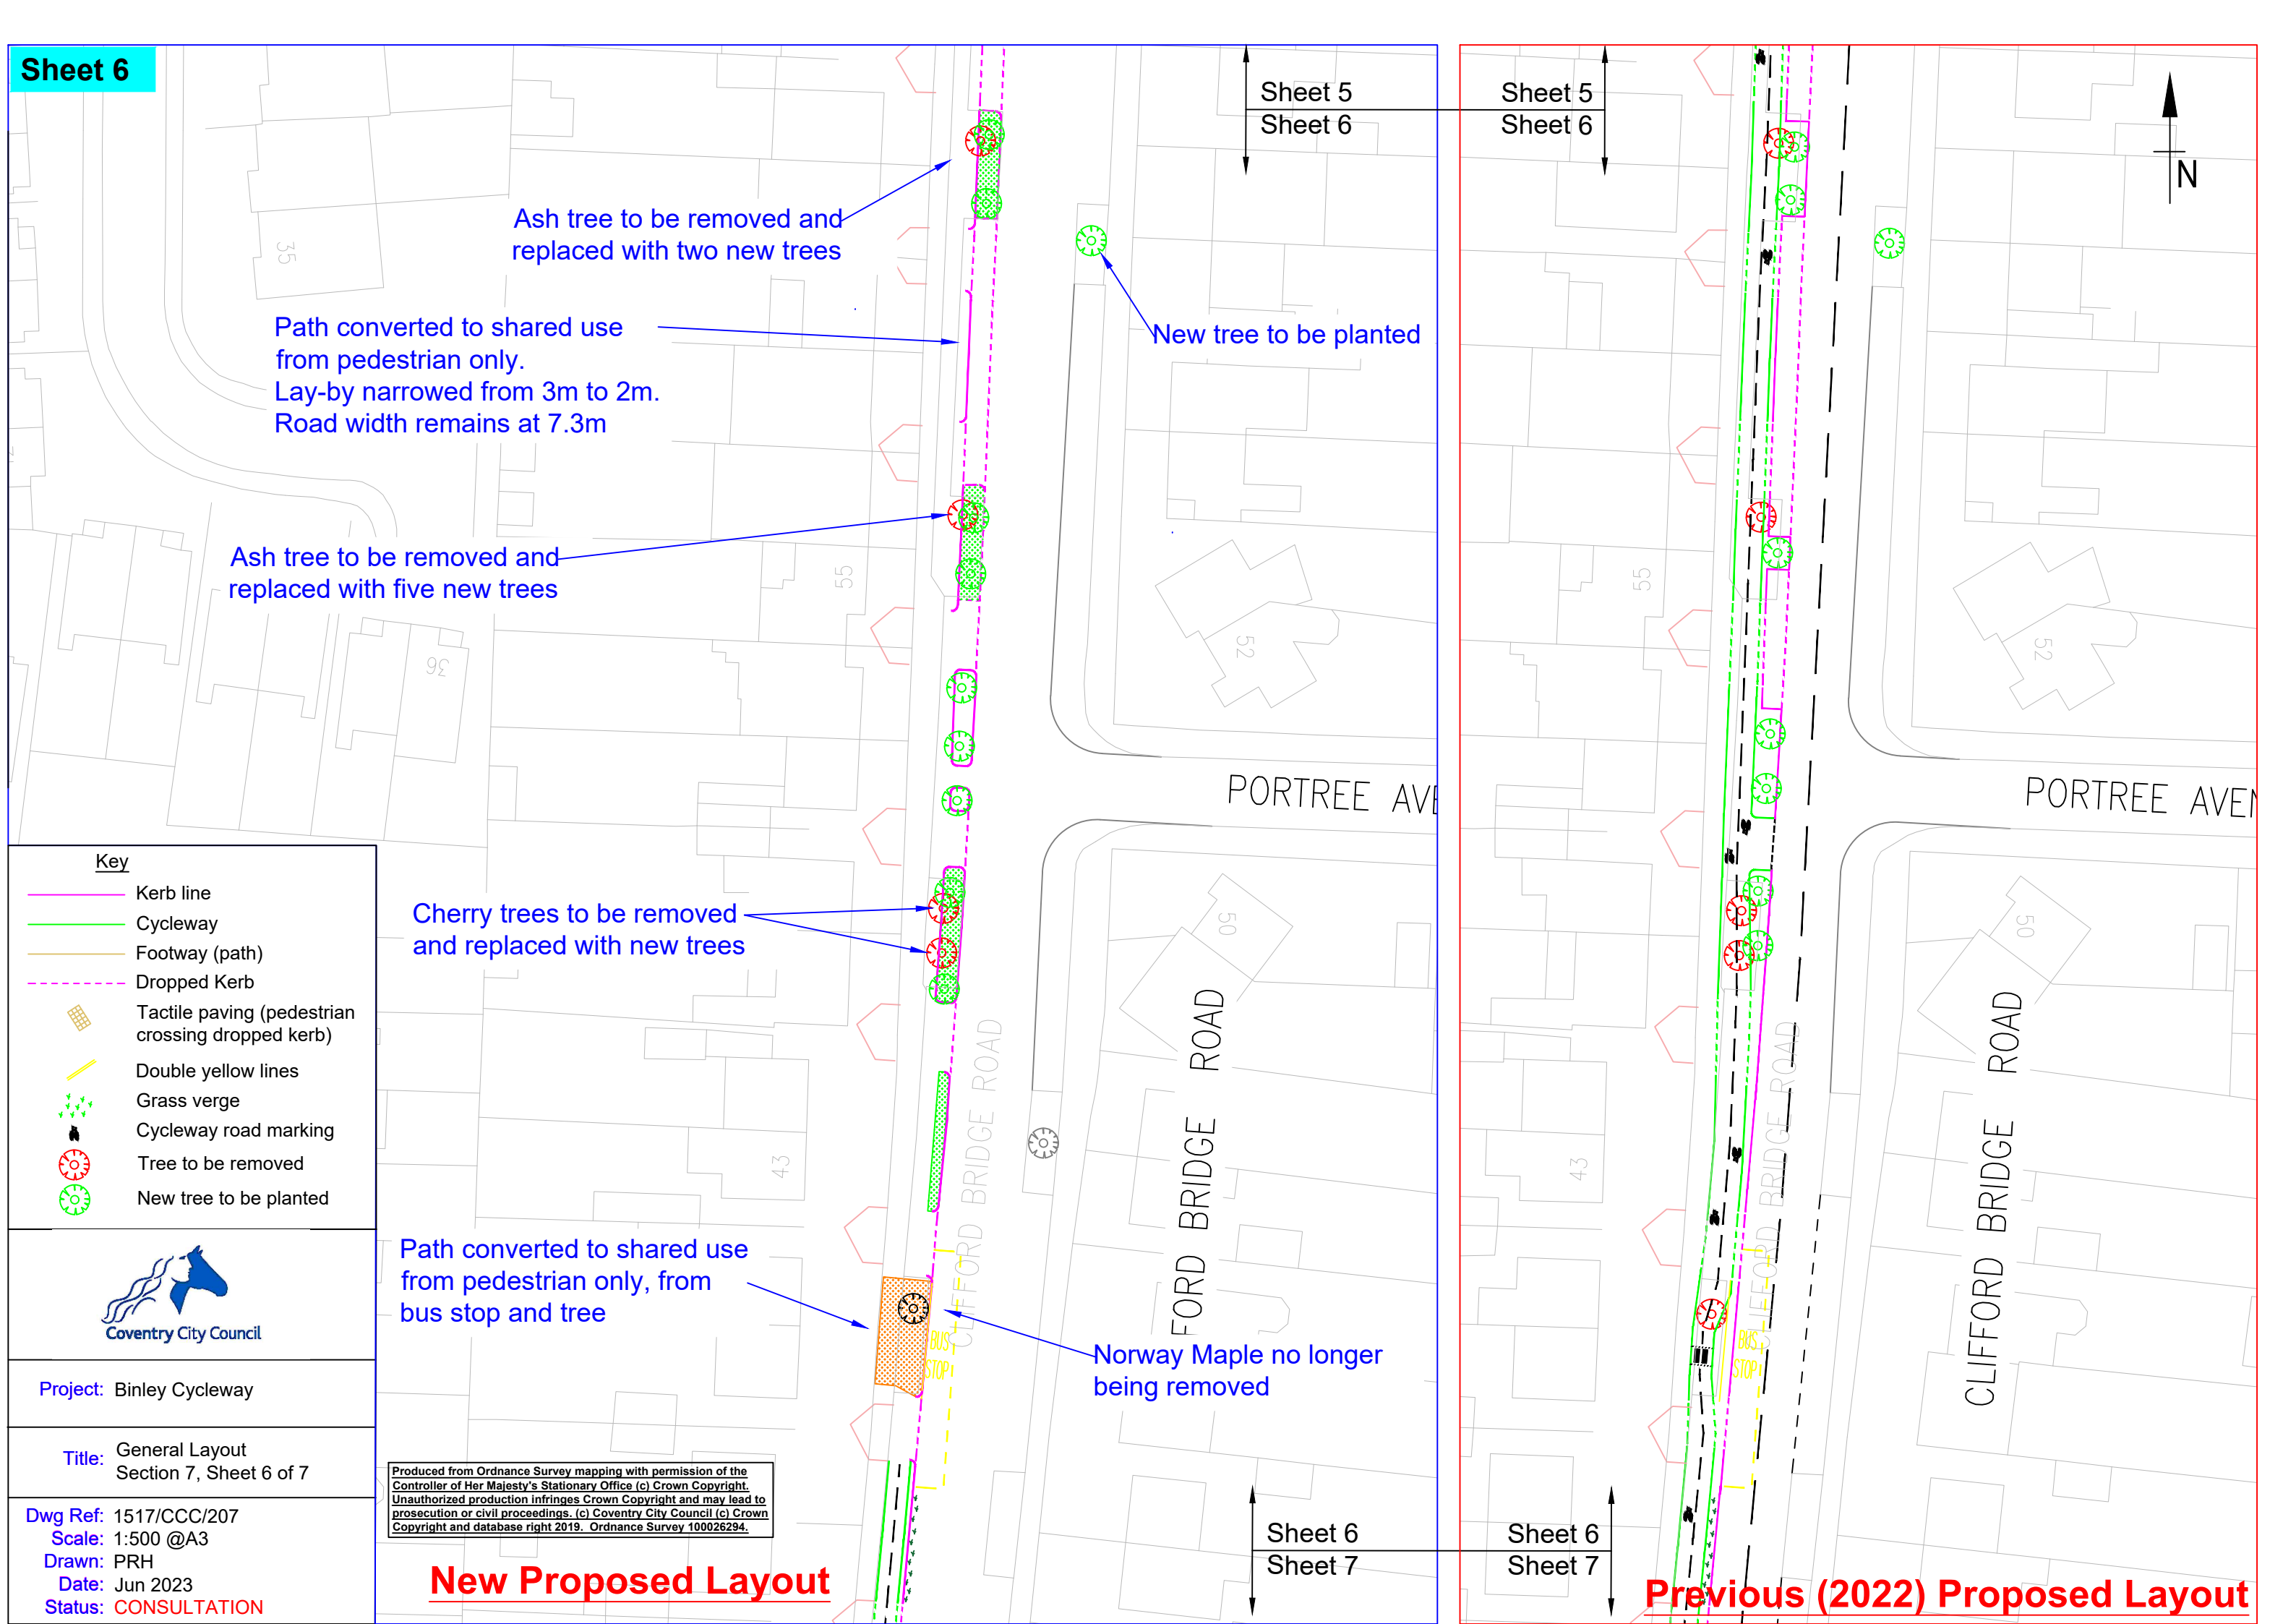 Sheet 6
Sheet 5
Sheet 6
Ash tree to be removed and
replaced with two new trees
35
Path converted to shared use
from pedestrian only.
Lay-by narrowed from 3m to 2m.
Road width remains at 7.3m
New tree to be planted
Ash tree to be removed and
replaced with five new trees
55
36
52
PORTREE AVE
Cherry trees to be removed
and replaced with new trees
50
CLIFFORD BRIDGE ROAD
FORD BRIDGE ROAD
43
Path converted to shared use
from pedestrian only, from
bus stop and tree
BUS
STOP
Norway Maple no longer
being removed
Sheet 6
Sheet 7
New Proposed Layout
Key
Kerb line
Cycleway
Footway (path)
Dropped Kerb
Tactile paving (pedestrian
crossing dropped kerb)
Double yellow lines
Grass verge
Cycleway road marking
Tree to be removed
New tree to be planted
Coventry City Council
Project: Binley Cycleway
Title: General Layout
Section 7, Sheet 6 of 7
Dwg Ref: 1517/CCC/207
Scale: 1:500 @A3
Drawn: PRH
Date: Jun 2023
Status: CONSULTATION
Produced from Ordnance Survey mapping with permission of the
Controller of Her Majesty's Stationary Office (c) Crown Copyright.
Unauthorized production infringes Crown Copyright and may lead to
prosecution or civil proceedings. (c) Coventry City Council (c) Crown
Copyright and database right 2019. Ordnance Survey 100026294.
Sheet 5
Sheet 6
N
55
52
PORTREE AVEN
50
CLIFFORD BRIDGE ROAD
CLIFFORD BRIDGE ROAD
43
BUS
STOP
Sheet 6
Sheet 7
Previous (2022) Proposed Layout